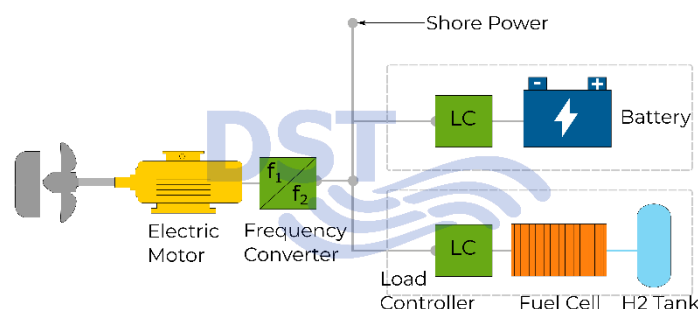 Shore Power
LC
- +
Battery
DST
f1
f2
Electric
Motor
Frequency
Converter
LC
Load
Controller
Fuel Cell
H2 Tank